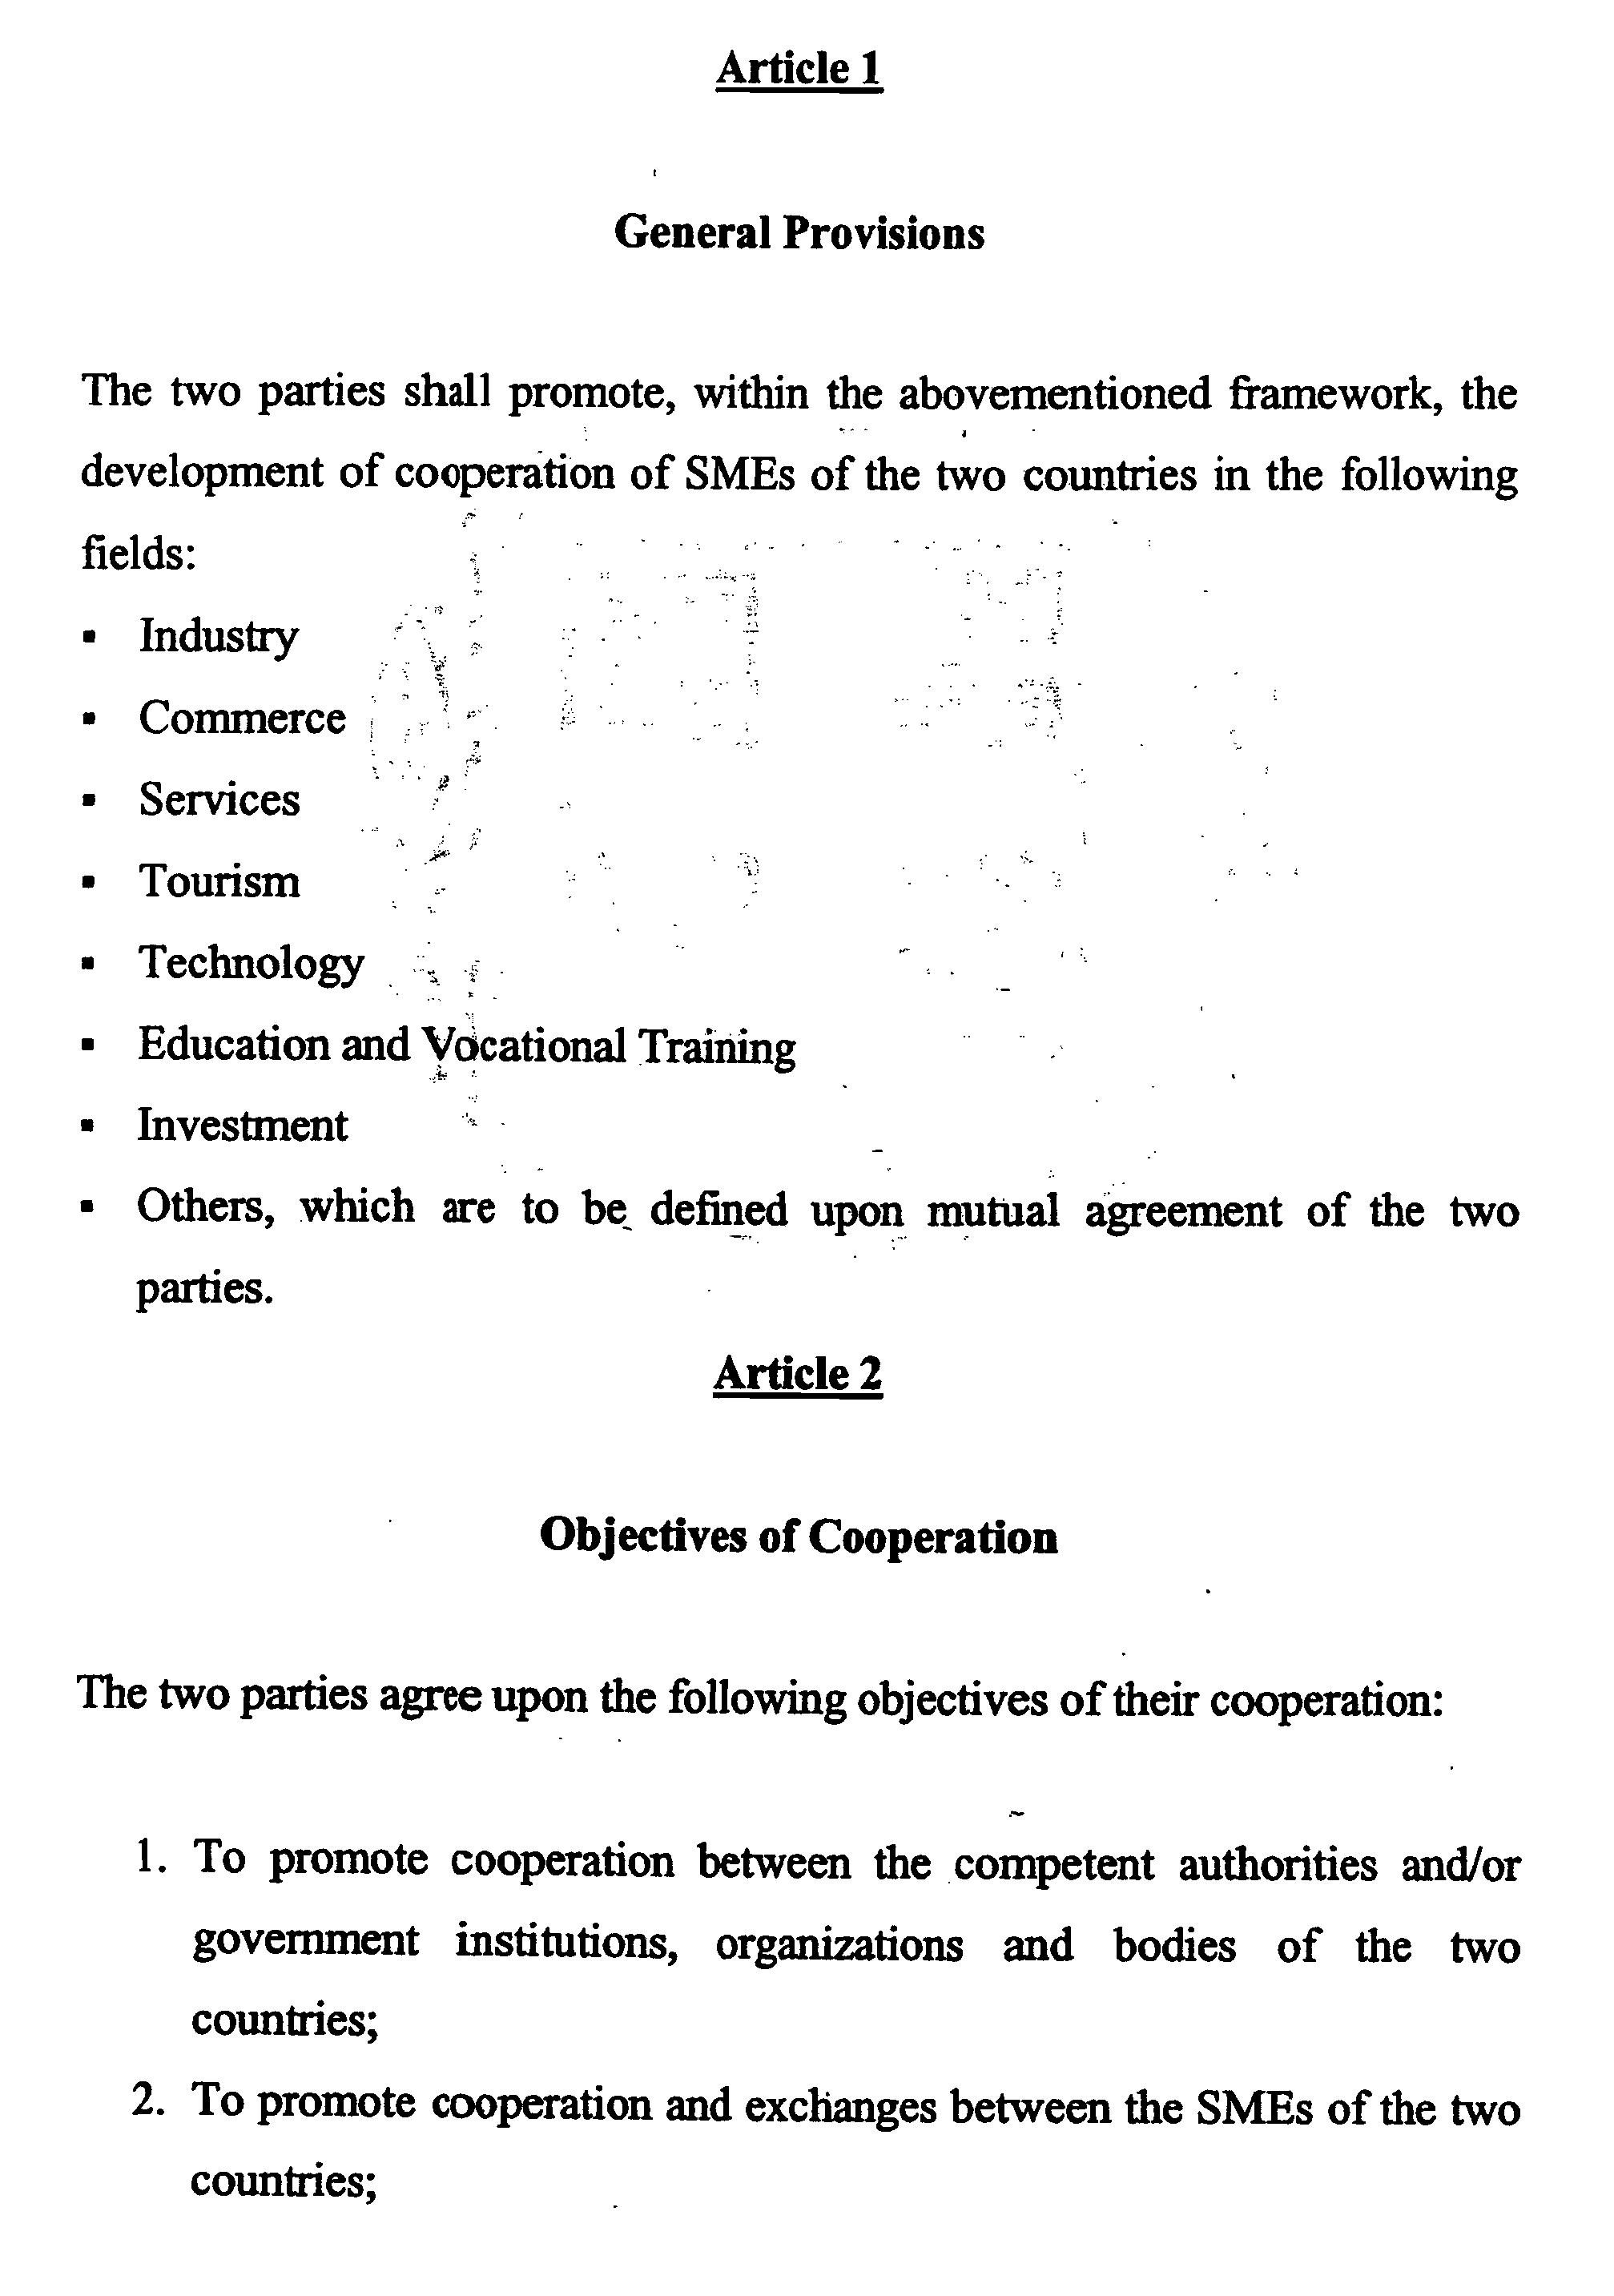 Article 1
General Provisions
The two parties shall promote, within the abovementioned framework, the
development of cooperation of SMEs of the two countries in the following
fields:
▪ Industry
▪ Commerce
▪ Services
▪ Tourism
▪ Technology
▪ Education and Vocational Training
▪ Investment
▪ Others, which are to be defined upon mutual agreement of the two
parties.
Article 2
Objectives of Cooperation
The two parties agree upon the following objectives of their cooperation:
1. To promote cooperation between the competent authorities and/or
government institutions, organizations and bodies of the two
countries;
2. To promote cooperation and exchanges between the SMEs of the two
countries;